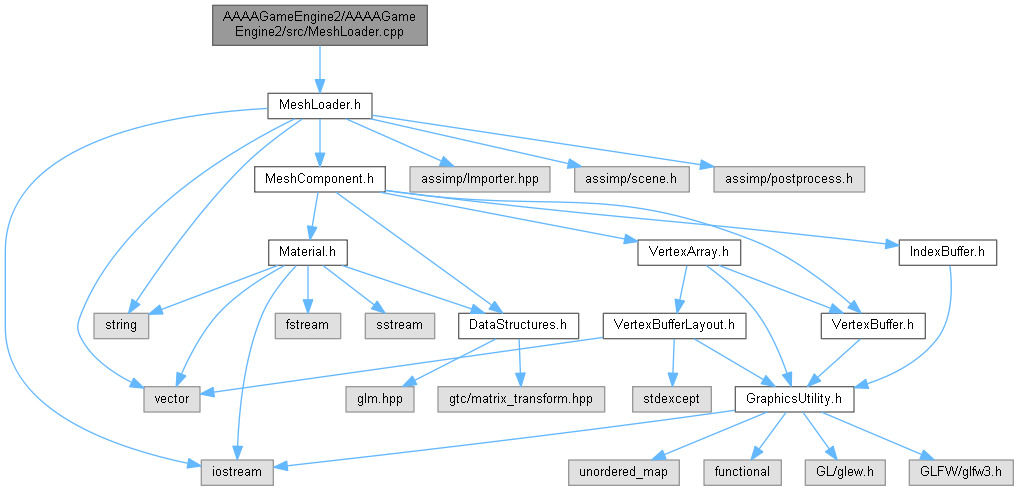 AAAAGameEngine2/AAAAGame
Engine2/src/MeshLoader.cpp
MeshLoader.h
MeshComponent.h
assimp/Importer.hpp
assimp/scene.h
assimp/postprocess.h
Material.h
VertexArray.h
IndexBuffer.h
string
fstream
sstream
DataStructures.h
VertexBufferLayout.h
VertexBuffer.h
vector
glm.hpp
gtc/matrix_transform.hpp
stdexcept
GraphicsUtility.h
iostream
unordered_map
functional
GL/glew.h
GLFW/glfw3.h